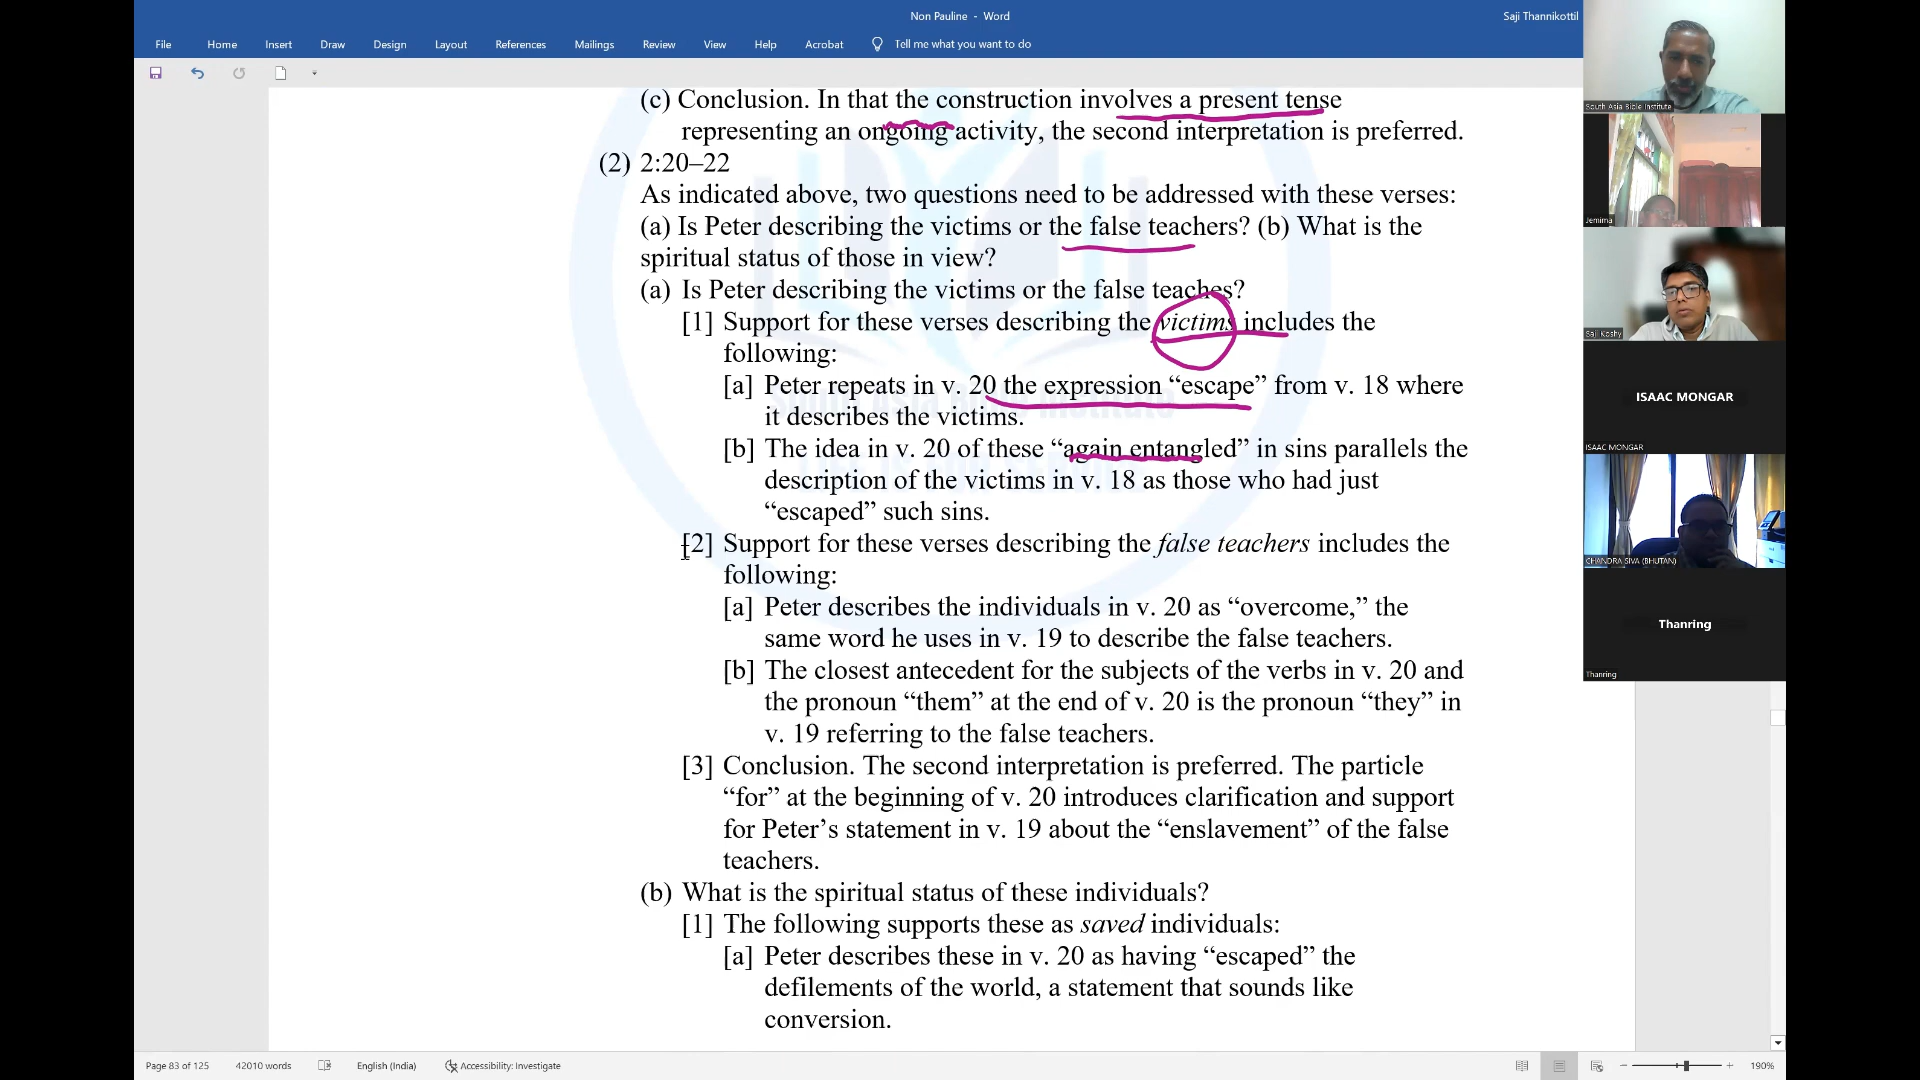 Non Pauline - Word
Saji Thannikottil
File Home Insert Draw Design Layout References Mailings Review View Help Acrobat Tell me what you want to do
(c) Conclusion. In that the construction involves a present tense
representing an ongoing activity, the second interpretation is preferred.
(2) 2:20–22
As indicated above, two questions need to be addressed with these verses:
(a) Is Peter describing the victims or the false teachers? (b) What is the
spiritual status of those in view?
(a) Is Peter describing the victims or the false teaches?
[1] Support for these verses describing the victims includes the
following:
[a] Peter repeats in v. 20 the expression “escape” from v. 18 where
it describes the victims.
[b] The idea in v. 20 of these “again entangled” in sins parallels the
description of the victims in v. 18 as those who had just
“escaped” such sins.
[2] Support for these verses describing the false teachers includes the
following:
[a] Peter describes the individuals in v. 20 as “overcome,” the
same word he uses in v. 19 to describe the false teachers.
[b] The closest antecedent for the subjects of the verbs in v. 20 and
the pronoun “them” at the end of v. 20 is the pronoun “they” in
v. 19 referring to the false teachers.
[3] Conclusion. The second interpretation is preferred. The particle
“for” at the beginning of v. 20 introduces clarification and support
for Peter’s statement in v. 19 about the “enslavement” of the false
teachers.
(b) What is the spiritual status of these individuals?
[1] The following supports these as saved individuals:
[a] Peter describes these in v. 20 as having “escaped” the
defilements of the world, a statement that sounds like
conversion.
South Asia Bible Institute
Jemima
Saji Koshy
ISAAC MONGAR
ISAAC MONGAR
CHANDRA SIVA (BHUTAN)
Thanring
Thanring
Page 83 of 125 42010 words English (India) Accessibility: Investigate
190%